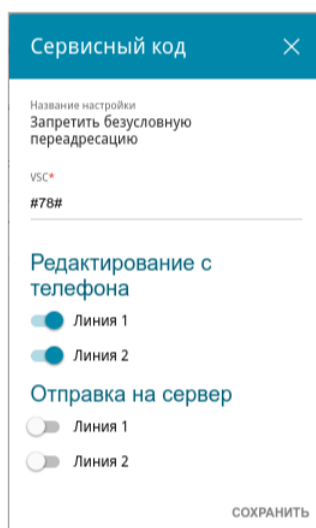 Сервисный код
Название настройки
Запретить безусловную
переадресацию
VSC*
#78#
Редактирование с
телефона
Линия 1
Линия 2
Отправка на сервер
Линия 1
Линия 2
СОХРАНИТЬ